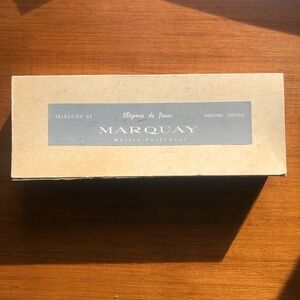 SÉLECTION DE Élégance de Paris PARFUMS CHOISIS
MARQUAY
Maître Parfumeur